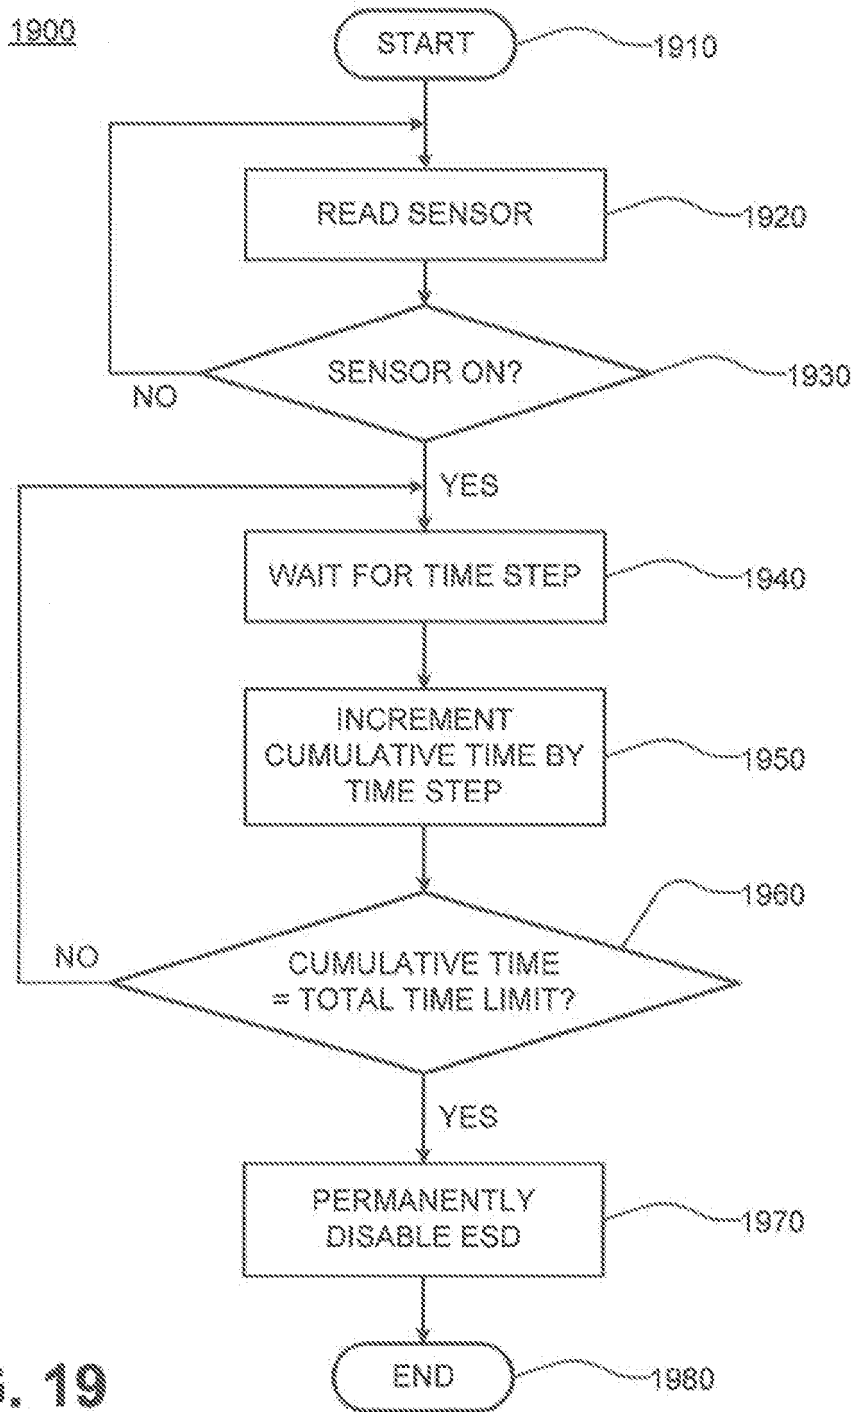 1900
START
1910
READ SENSOR
1920
SENSOR ON?
1930
NO
YES
WAIT FOR TIME STEP
1940
INCREMENT
CUMULATIVE TIME BY
TIME STEP
1950
1960
CUMULATIVE TIME
= TOTAL TIME LIMIT?
NO
YES
PERMANENTLY
DISABLE ESD
1970
END
1980
. 19